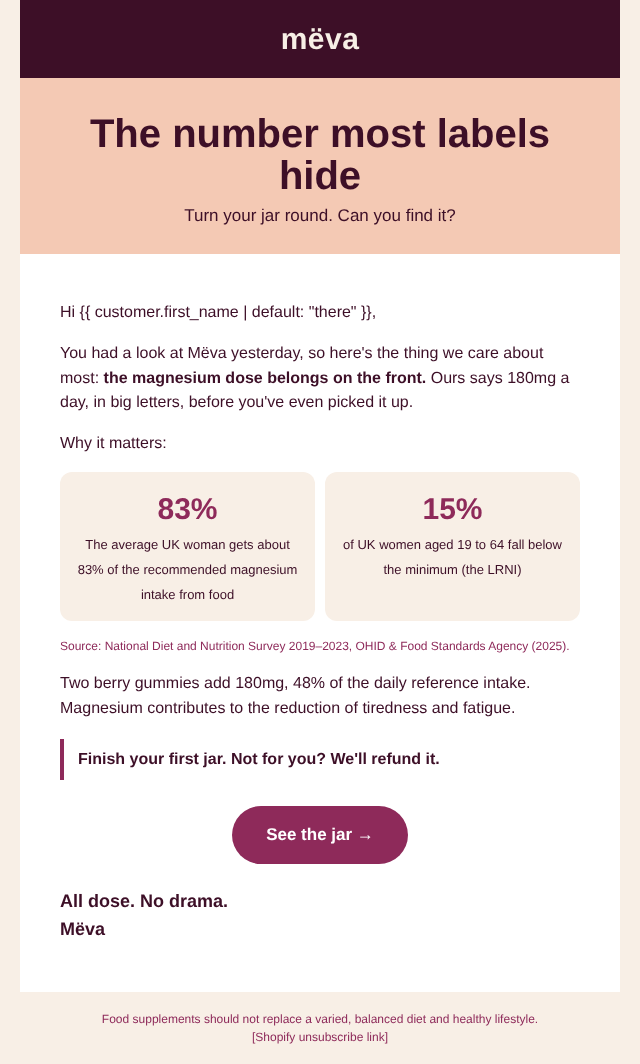 mëva
The number most labels
hide
Turn your jar round. Can you find it?
Hi {{ customer.first_name | default: "there" }},
You had a look at Mëva yesterday, so here's the thing we care about
most: the magnesium dose belongs on the front. Ours says 180mg a
day, in big letters, before you've even picked it up.
Why it matters:
83%
The average UK woman gets about
83% of the recommended magnesium
intake from food
15%
of UK women aged 19 to 64 fall below
the minimum (the LRNI)
Source: National Diet and Nutrition Survey 2019–2023, OHID & Food Standards Agency (2025).
Two berry gummies add 180mg, 48% of the daily reference intake.
Magnesium contributes to the reduction of tiredness and fatigue.
Finish your first jar. Not for you? We'll refund it.
See the jar →
All dose. No drama.
Mëva
Food supplements should not replace a varied, balanced diet and healthy lifestyle.
[Shopify unsubscribe link]